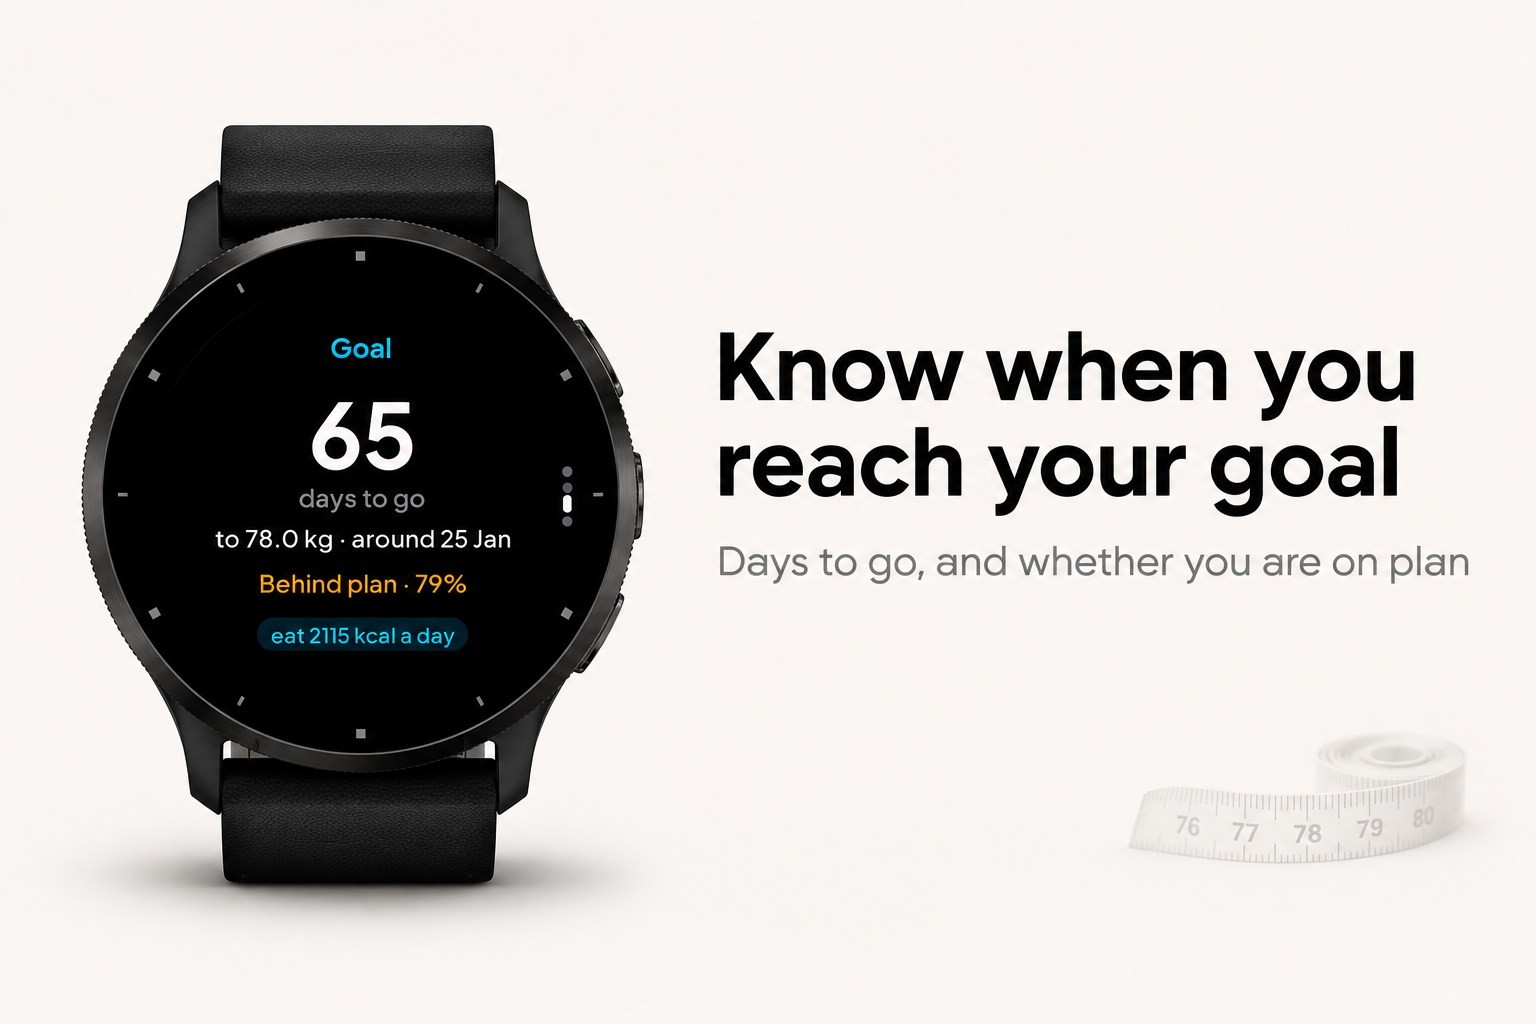 Goal
65
days to go
to 78.0 kg · around 25 Jan
Behind plan · 79%
eat 2115 kcal a day
Know when you
reach your goal
Days to go, and whether you are on plan
76 77 78 79 80